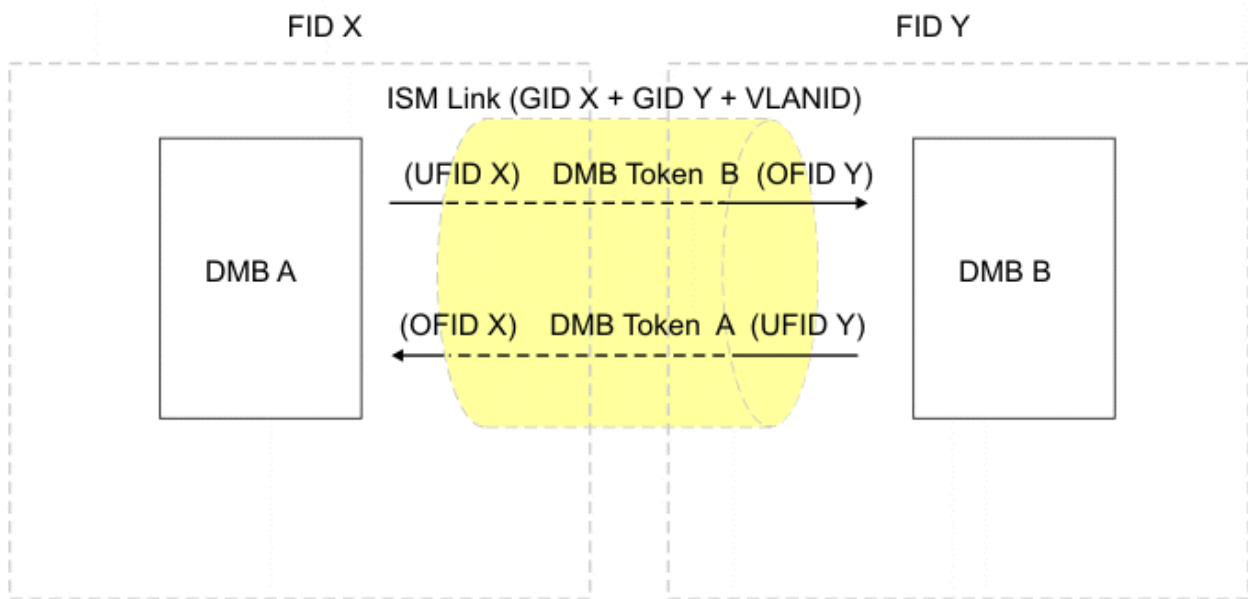 FID X
FID Y
ISM Link (GID X + GID Y + VLANID)
(UFID X) DMB Token B (OFID Y)
DMB A
DMB B
(OFID X) DMB Token A (UFID Y)